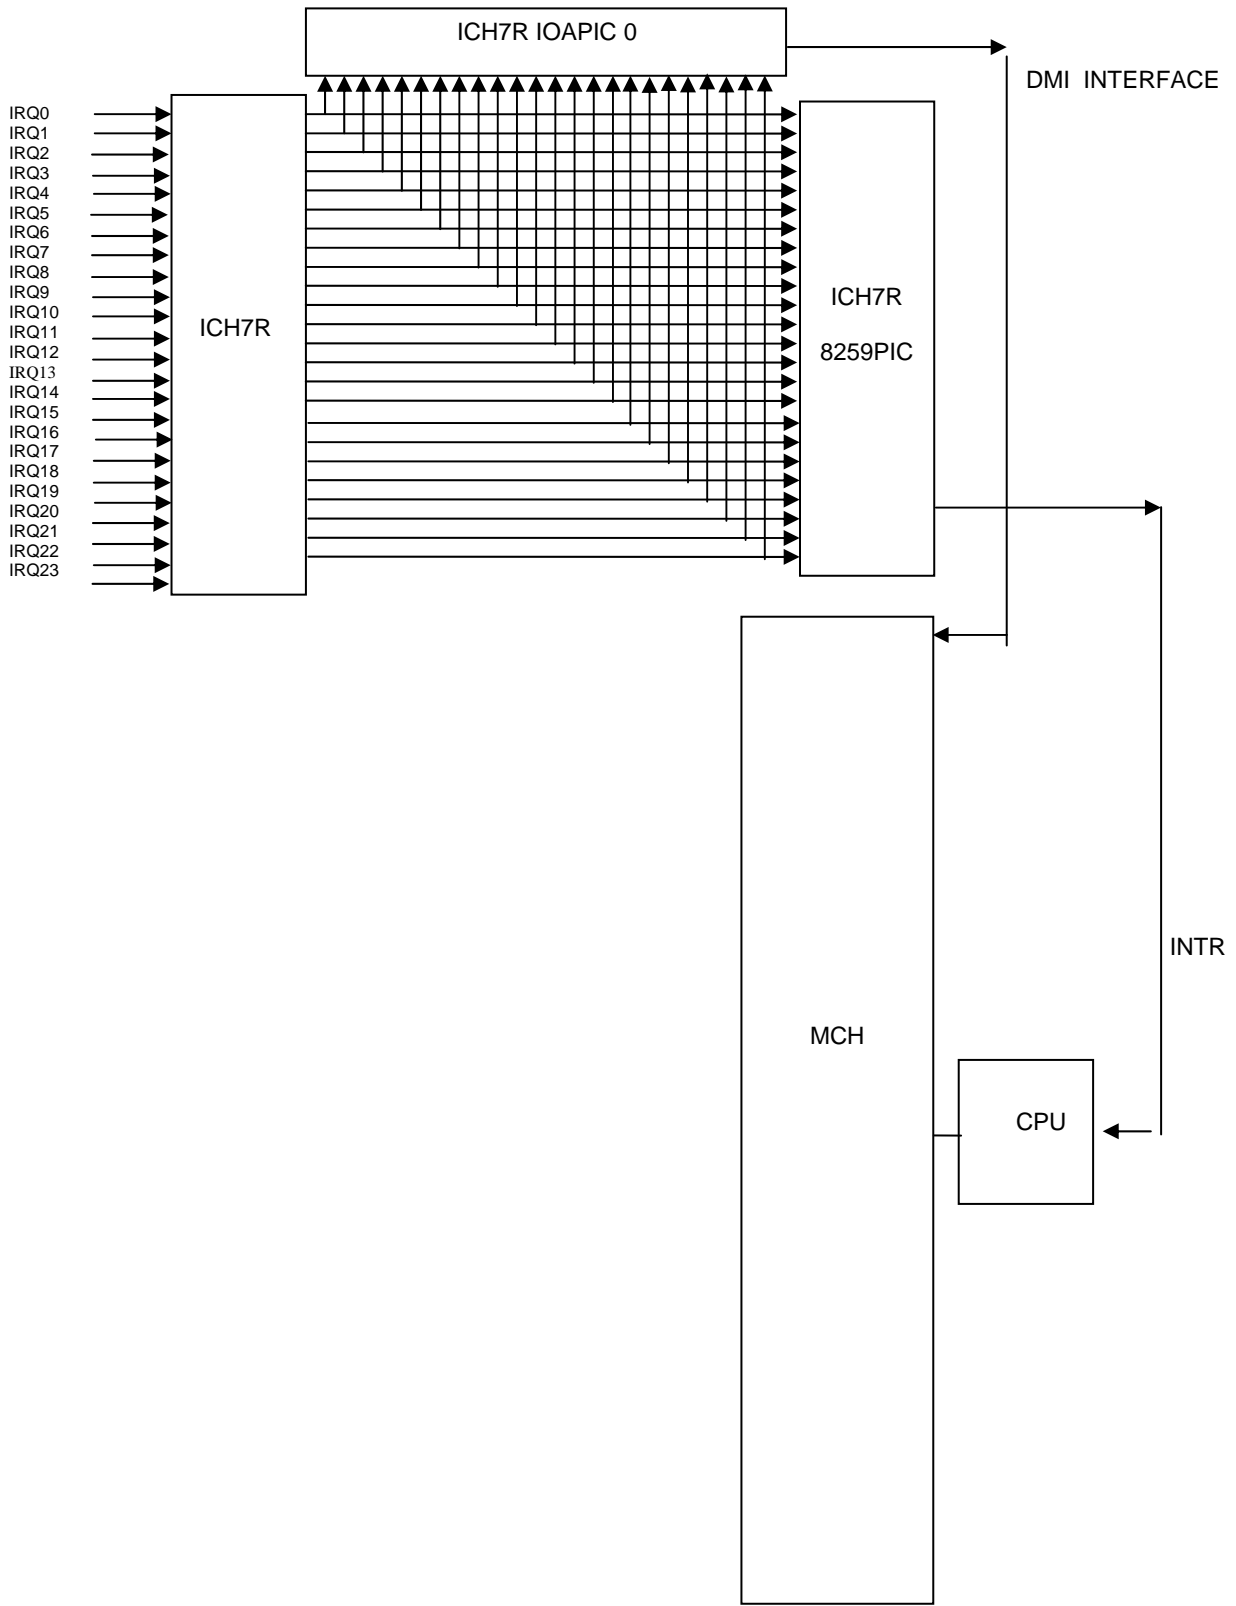 ICH7R IOAPIC 0
DMI INTERFACE
IRQ0
IRQ1
IRQ2
IRQ3
IRQ4
IRQ5
IRQ6
IRQ7
IRQ8
IRQ9
IRQ10
IRQ11
IRQ12
IRQ13
IRQ14
IRQ15
IRQ16
IRQ17
IRQ18
IRQ19
IRQ20
IRQ21
IRQ22
IRQ23
ICH7R
ICH7R
8259PIC
INTR
MCH
CPU